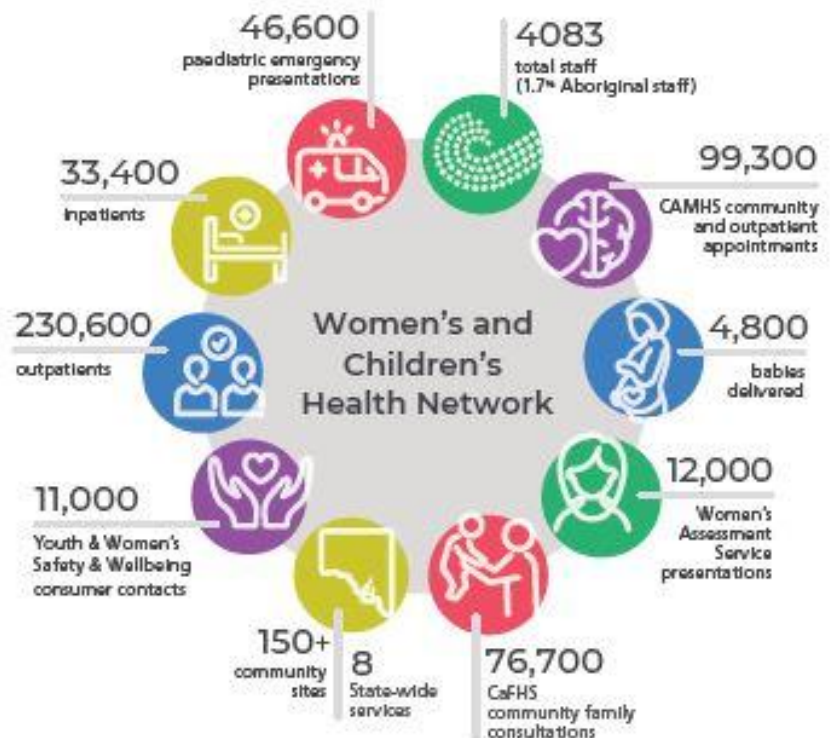 46,600
paediatric emergency
presentations
4083
total staff
(1.7% Aboriginal staff)
33,400
inpatients
99,300
CAMHS community
and outpatient
appointments
230,600
outpatients
Women's and
Children's
Health Network
4,800
babies
delivered
11,000
Youth & Women's
Safety & Wellbeing
consumer contacts
12,000
Women's
Assessment
Service
presentations
150+
community
sites
8
State-wide
services
76,700
CaFHS
community family
consultations